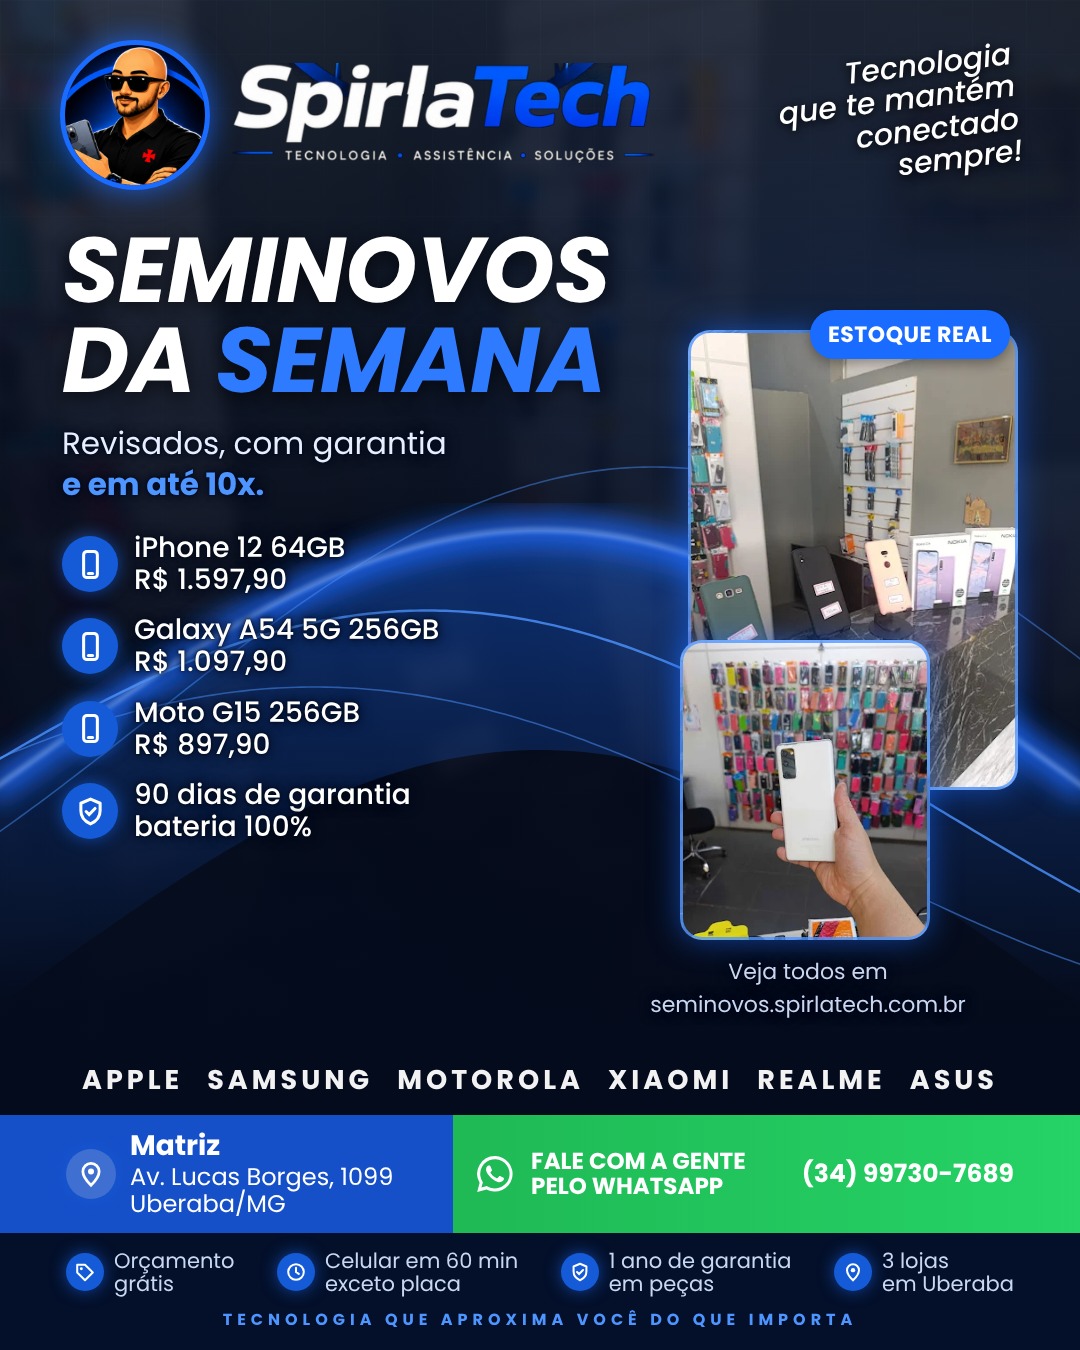 SpirlaTech
TECNOLOGIA • ASSISTÊNCIA • SOLUÇÕES
Tecnologia
que te mantém
conectado
sempre!
SEMINOVOS
DA SEMANA
Revisados, com garantia
e em até 10x.
iPhone 12 64GB
R$ 1.597,90
Galaxy A54 5G 256GB
R$ 1.097,90
Moto G15 256GB
R$ 897,90
90 dias de garantia
bateria 100%
ESTOQUE REAL
NOKIA
NOKIA
Veja todos em
seminovos.spirlatech.com.br
APPLE SAMSUNG MOTOROLA XIAOMI REALME ASUS
Matriz
Av. Lucas Borges, 1099
Uberaba/MG
FALE COM A GENTE
PELO WHATSAPP
(34) 99730-7689
Orçamento
grátis
Celular em 60 min
exceto placa
1 ano de garantia
em peças
3 lojas
em Uberaba
TECNOLOGIA QUE APROXIMA VOCÊ DO QUE IMPORTA